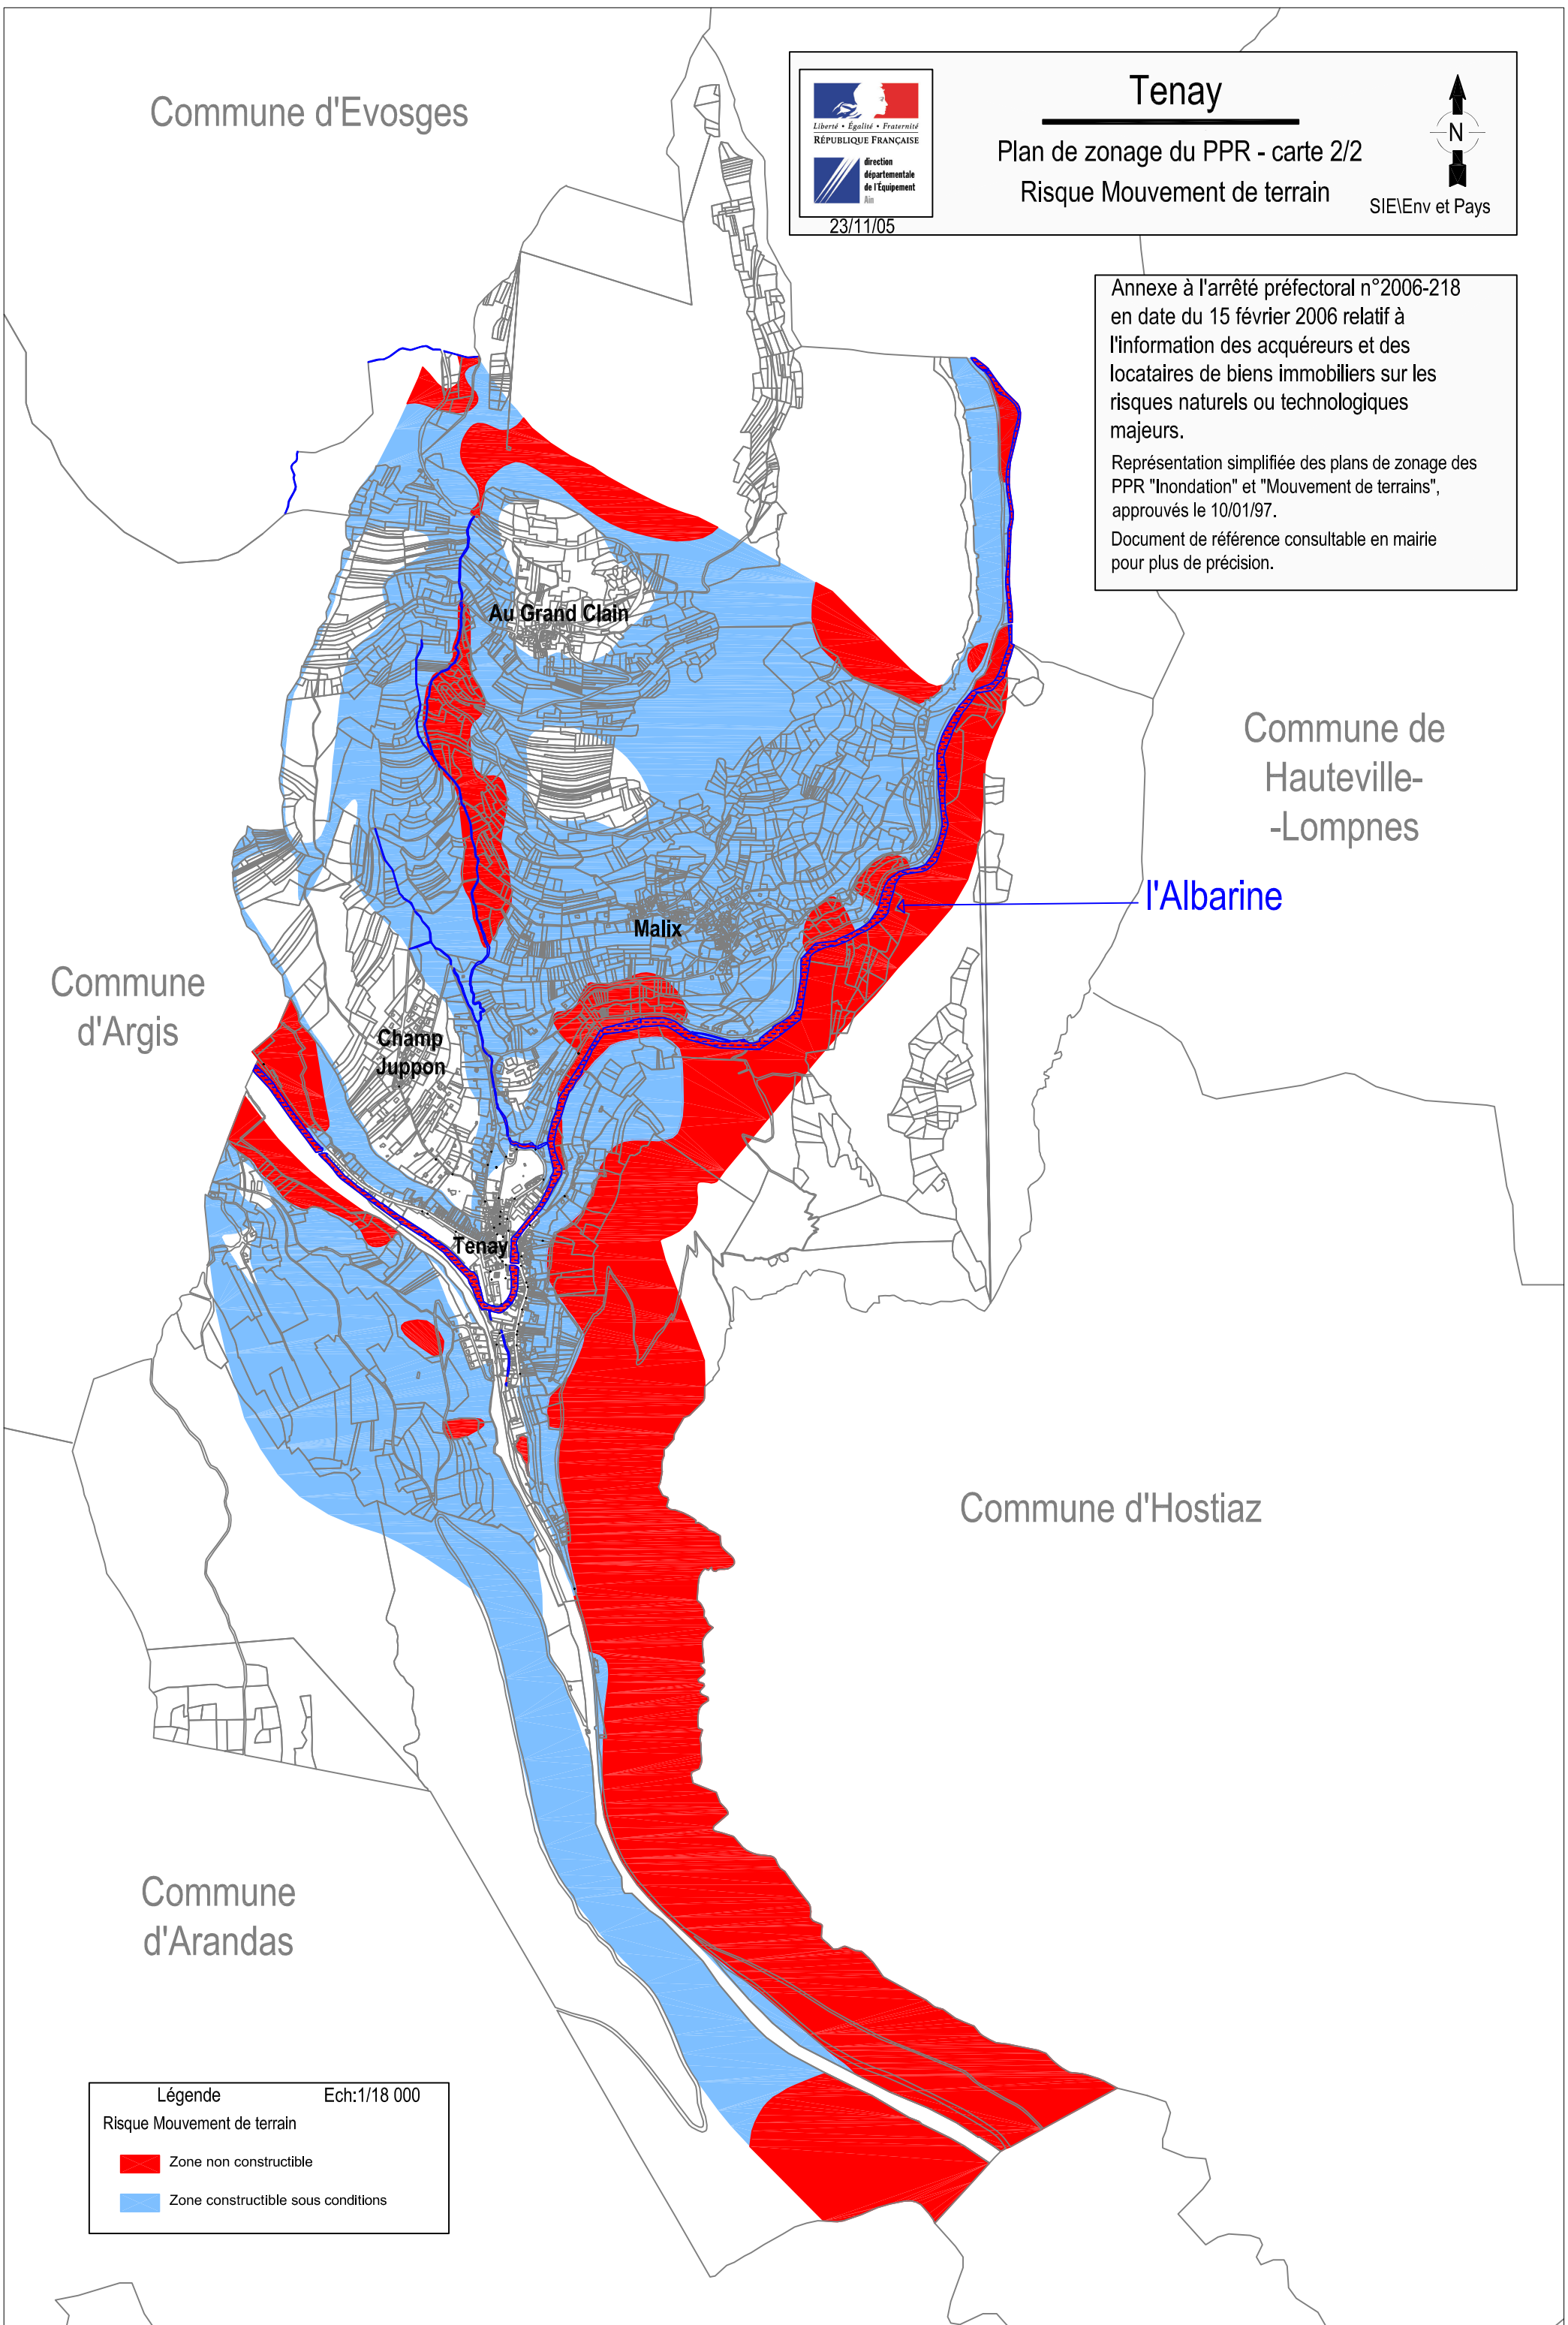 Commune d'Evosges
Liberté • Égalité • Fraternité
RÉPUBLIQUE FRANÇAISE
direction
départementale
de l'Équipement
Ain
23/11/05
Tenay
Plan de zonage du PPR - carte 2/2
Risque Mouvement de terrain
N
SIE\Env et Pays
Annexe à l'arrêté préfectoral n°2006-218
en date du 15 février 2006 relatif à
l'information des acquéreurs et des
locataires de biens immobiliers sur les
risques naturels ou technologiques
majeurs.
Représentation simplifiée des plans de zonage des
PPR "Inondation" et "Mouvement de terrains",
approuvés le 10/01/97.
Document de référence consultable en mairie
pour plus de précision.
Au Grand Clain
Commune de
Hauteville-
-Lompnes
l'Albarine
Malix
Commune
d'Argis
Champ
Juppon
Tenay
Commune d'Hostiaz
Commune
d'Arandas
Légende
Ech:1/18 000
Risque Mouvement de terrain
Zone non constructible
Zone constructible sous conditions